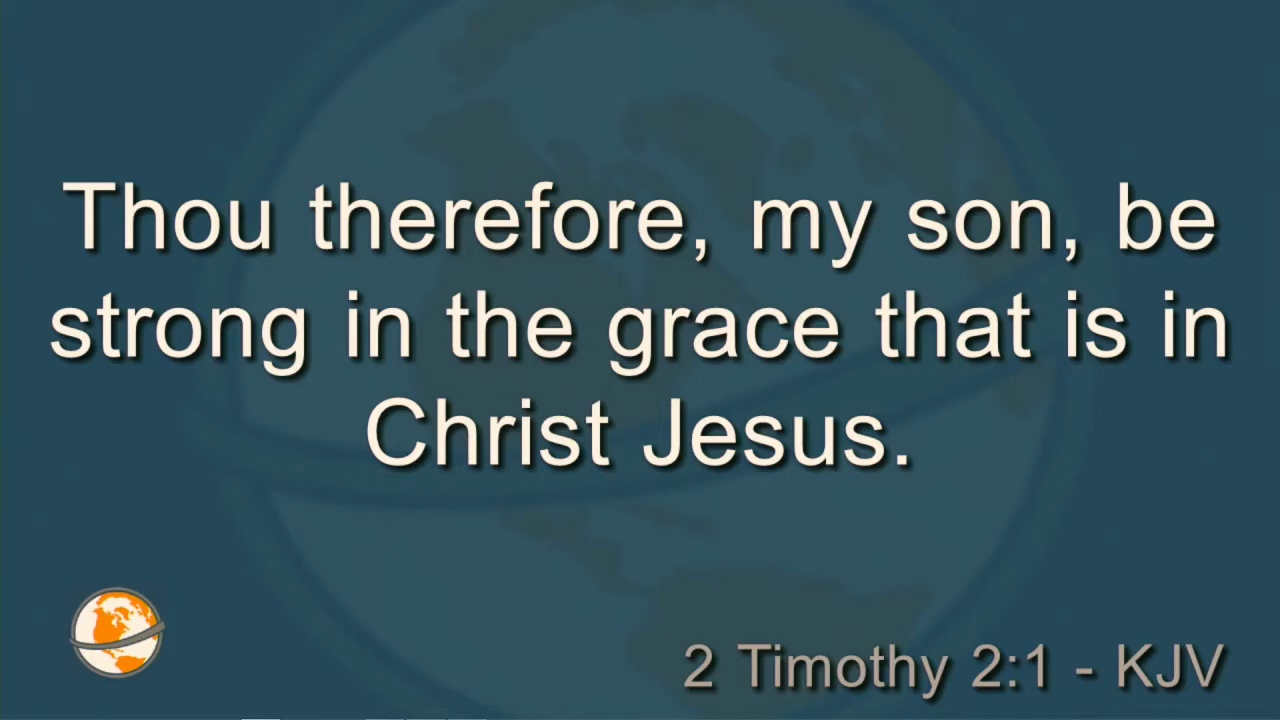 Thou therefore, my son, be
strong in the grace that is in
Christ Jesus.
2 Timothy 2:1 - KJV